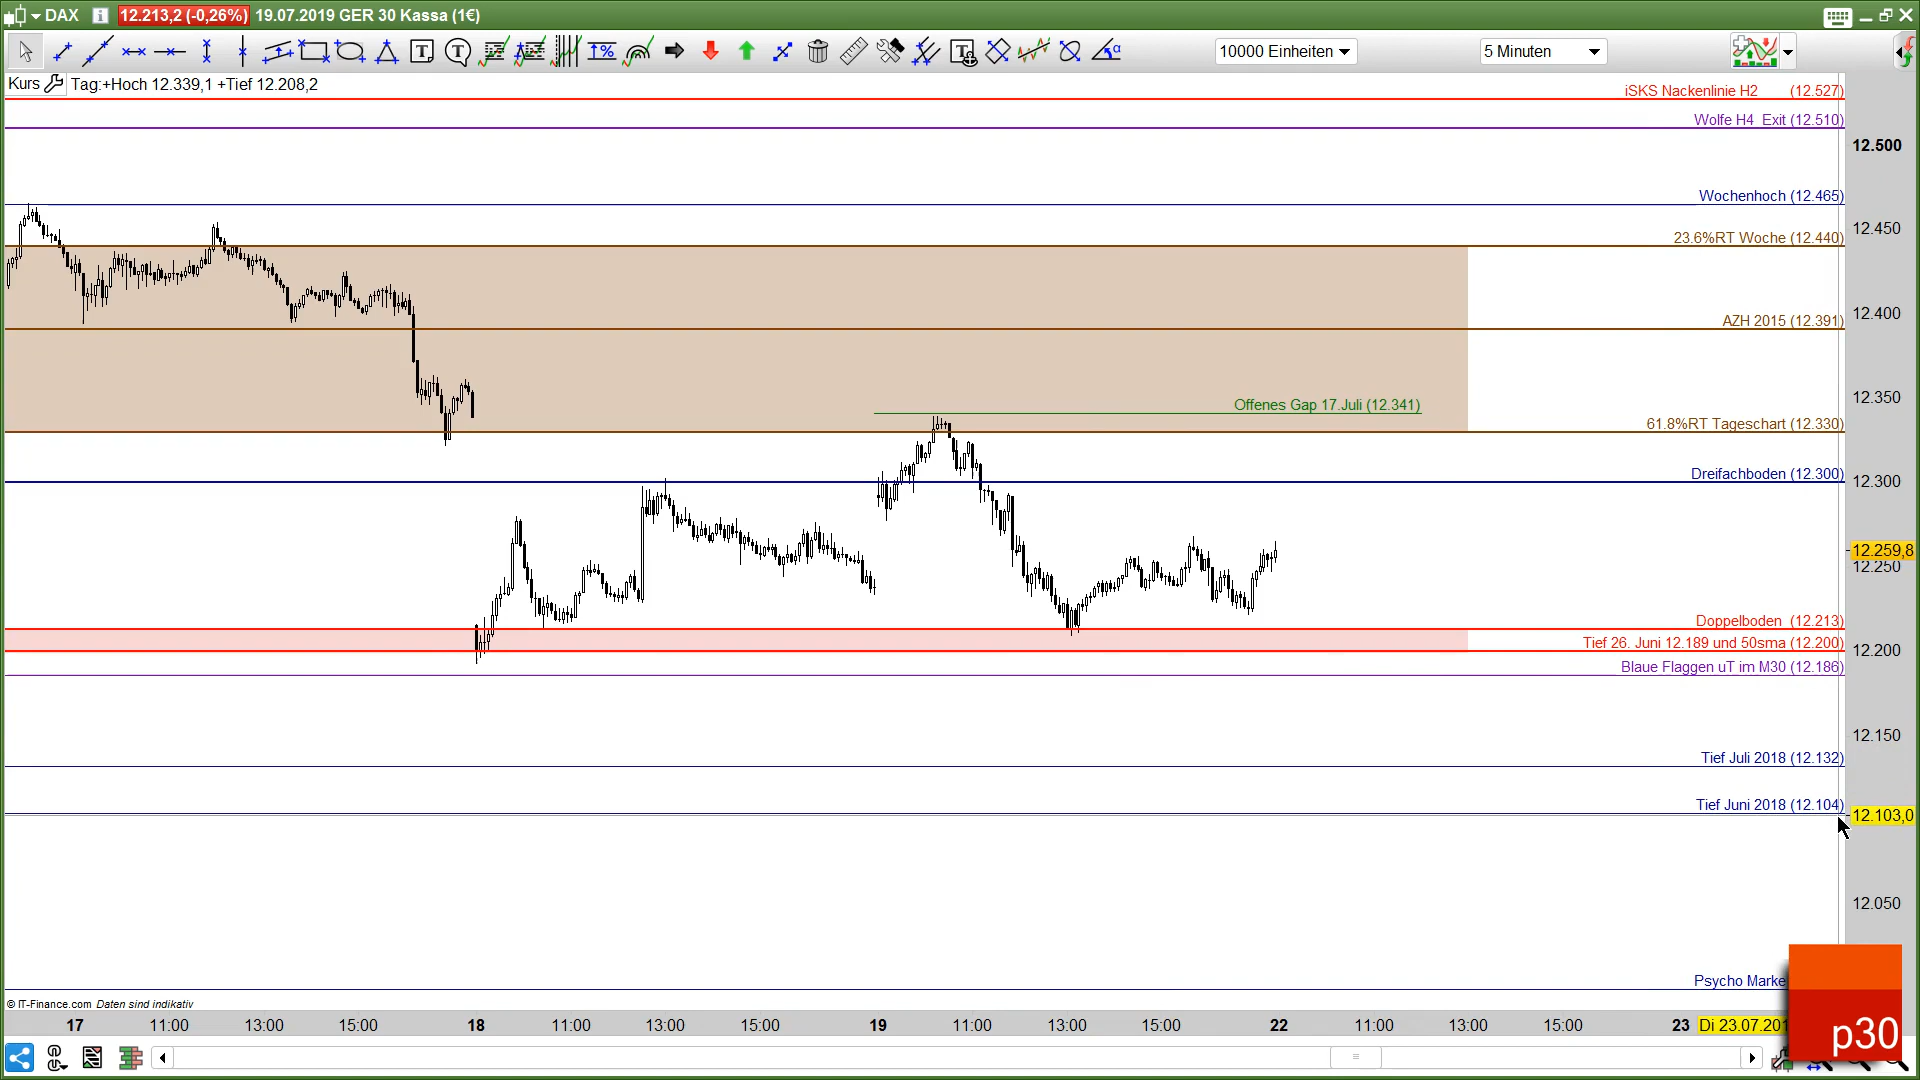 DAX 12.213,2 (-0,26%) 19.07.2019 GER 30 Kassa (1€)
10000 Einheiten 5 Minuten
Kurs Tag:+Hoch 12.339,1 +Tief 12.208,2
iSKS Nackenlinie H2 (12.527)
Wolfe H4 Exit (12.510)
12.500
Wochenhoch (12.465)
12.450
23.6%RT Woche (12.440)
AZH 2015 (12.391)
12.400
Offenes Gap 17.Juli (12.341)
12.350
61.8%RT Tageschart (12.330)
Dreifachboden (12.300)
12.300
12.259,8
12.250
Doppelboden (12.213)
Tief 26. Juni 12.189 und 50sma (12.200)
12.200
Blaue Flaggen uT im M30 (12.186)
12.150
Tief Juli 2018 (12.132)
Tief Juni 2018 (12.104)
12.103,0
12.050
Psycho Marke
© IT-Finance.com Daten sind indikativ
17 11:00 13:00 15:00 18 11:00 13:00 15:00 19 11:00 13:00 15:00 22 11:00 13:00 15:00 23 Di 23.07.201
p30